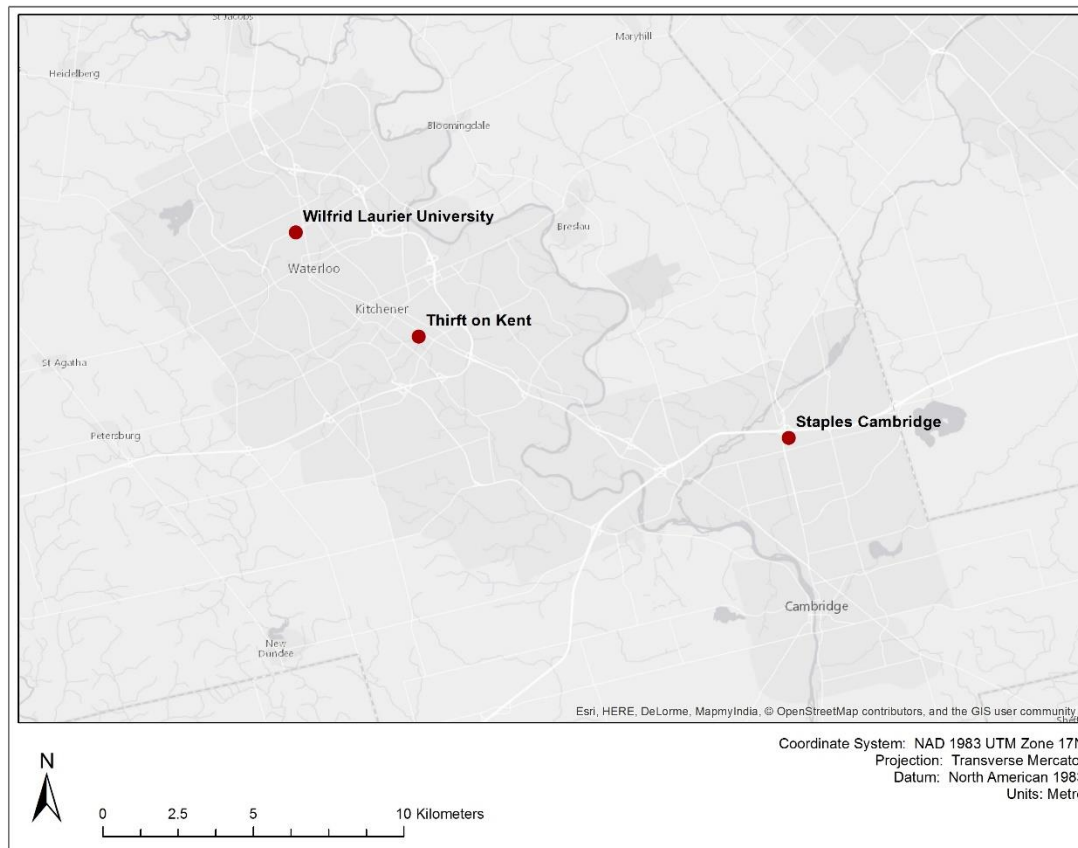 St Jacobs
Maryhill
Heidelberg
Bloomingdale
Wilfrid Laurier University
Breslau
Waterloo
Kitchener
Thirft on Kent
St Agatha
Staples Cambridge
Petersburg
Cambridge
New
Dundee
Esri, HERE, DeLorme, MapmyIndia, © OpenStreetMap contributors, and the GIS user community
Coordinate System: NAD 1983 UTM Zone 17N
Projection: Transverse Mercato
Datum: North American 1983
Units: Metre
N
0 2.5 5 10 Kilometers